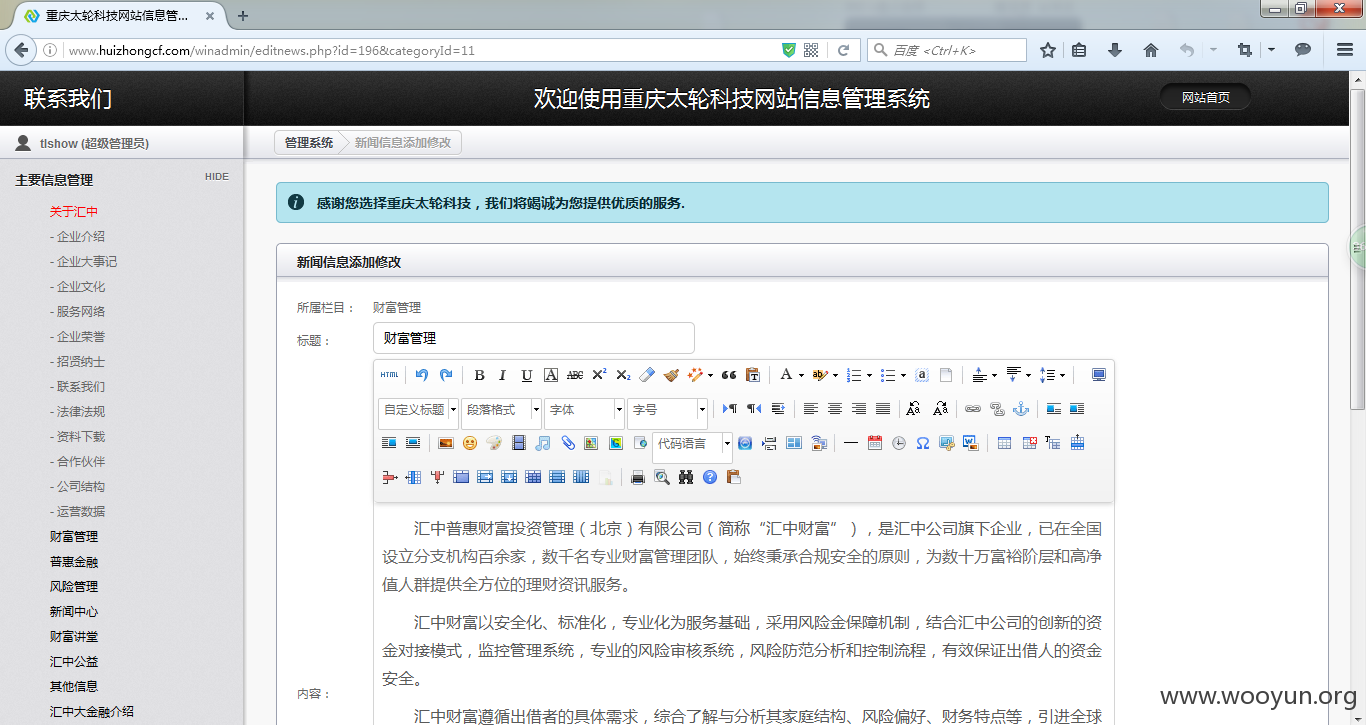 重庆太轮科技网站信息管...
www.huizhongcf.com/winadmin/editnews.php?id=196&categoryId=11
百度 <Ctrl+K>
联系我们
欢迎使用重庆太轮科技网站信息管理系统
网站首页
tlshow (超级管理员)
管理系统
新闻信息添加修改
主要信息管理
HIDE
关于汇中
- 企业介绍
- 企业大事记
- 企业文化
- 服务网络
- 企业荣誉
- 招贤纳士
- 联系我们
- 法律法规
- 资料下载
- 合作伙伴
- 公司结构
- 运营数据
财富管理
普惠金融
风险管理
新闻中心
财富讲堂
汇中公益
其他信息
汇中大金融介绍
感谢您选择重庆太轮科技，我们将竭诚为您提供优质的服务.
新闻信息添加修改
所属栏目： 财富管理
标题： 财富管理
HTML
自定义标题 段落格式 字体 字号
代码语言
内容：
汇中普惠财富投资管理（北京）有限公司（简称“汇中财富”），是汇中公司旗下企业，已在全国
设立分支机构百余家，数千名专业财富管理团队，始终秉承合规安全的原则，为数十万富裕阶层和高净
值人群提供全方位的理财资讯服务。
汇中财富以安全化、标准化，专业化为服务基础，采用风险金保障机制，结合汇中公司的创新的资
金对接模式，监控管理系统，专业的风险审核系统，风险防范分析和控制流程，有效保证出借人的资金
安全。
汇中财富遵循出借者的具体需求，综合了解与分析其家庭结构、风险偏好、财务特点等，引进全球
www.wooyun.org